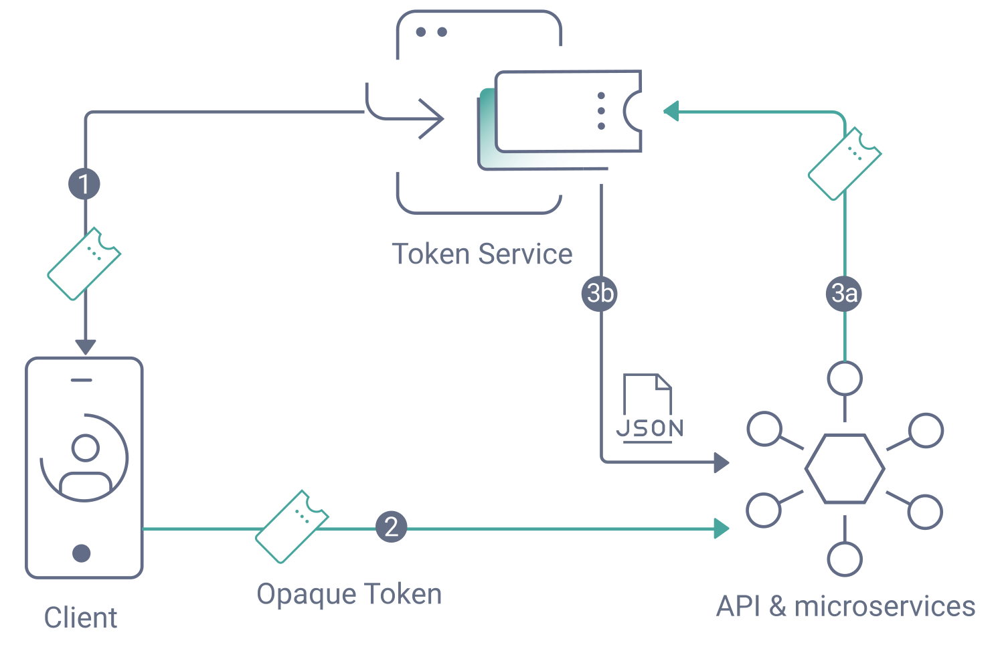 1
Token Service
3b
3a
JSON
2
Opaque Token
Client
API & microservices